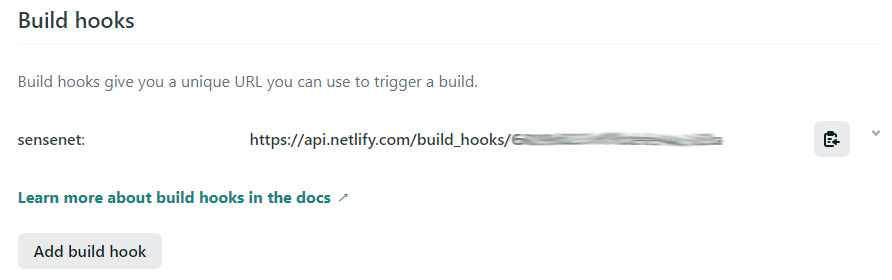 Build hooks
Build hooks give you a unique URL you can use to trigger a build.
sensenet: https://api.netlify.com/build_hooks/
Learn more about build hooks in the docs ↗
Add build hook